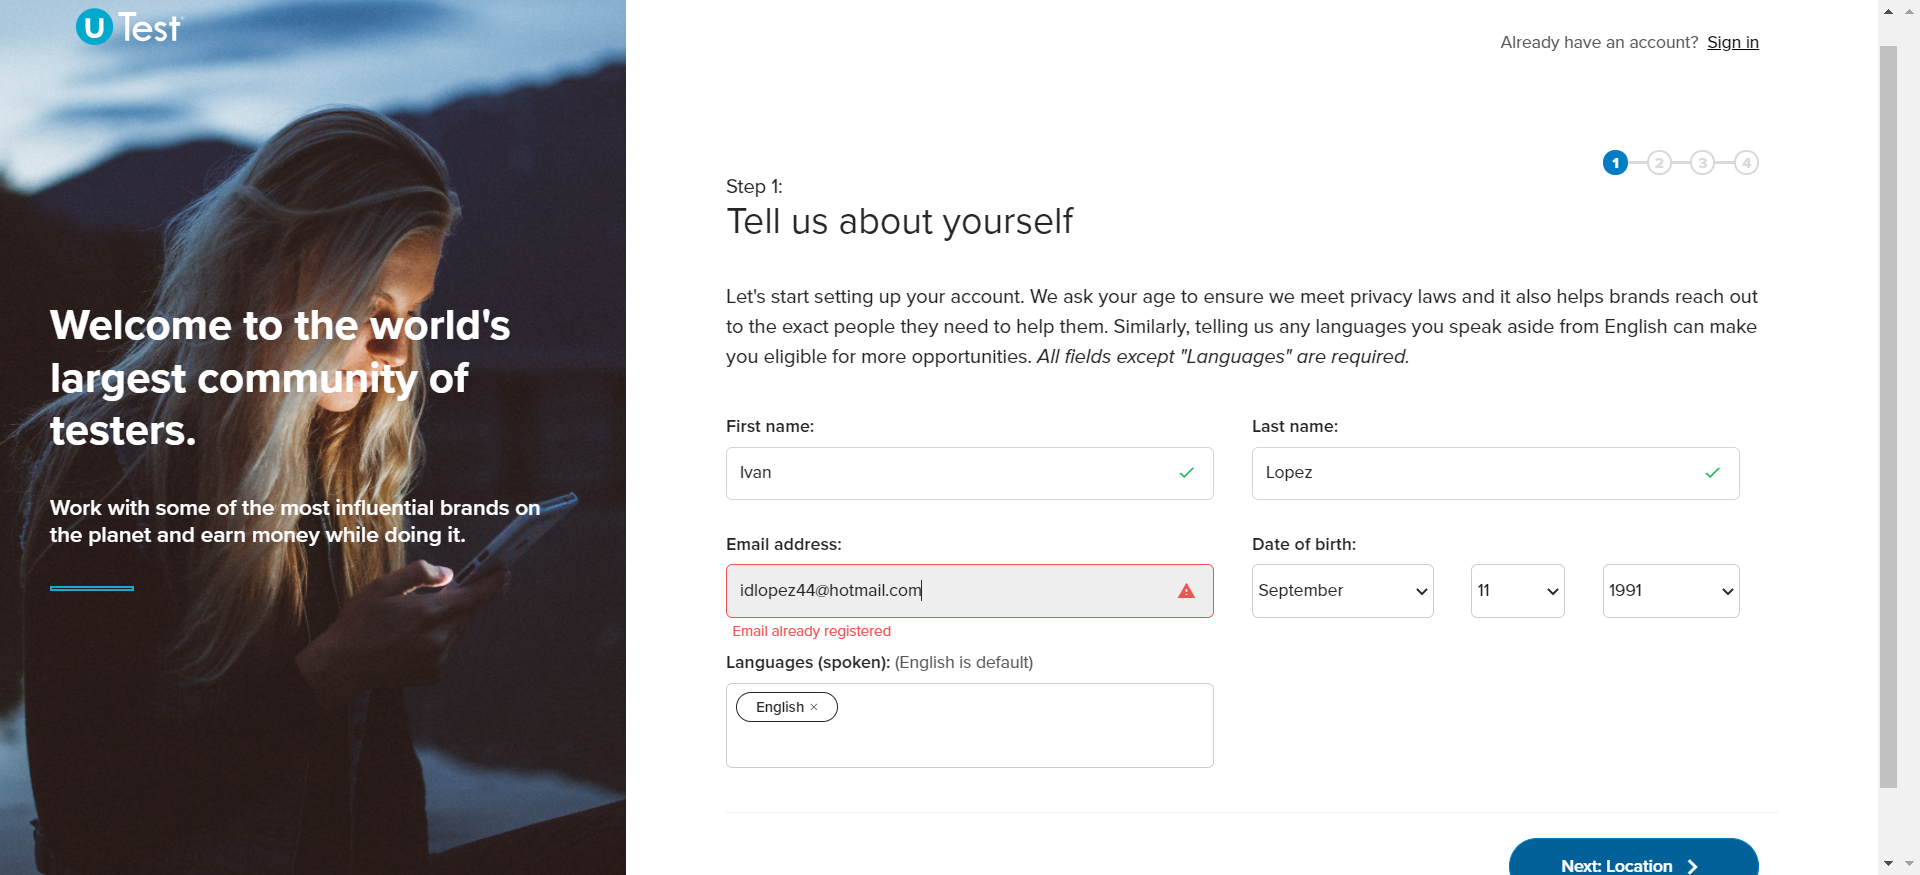 U Test
Already have an account? Sign in
1 2 3 4
Step 1:
Tell us about yourself
Let's start setting up your account. We ask your age to ensure we meet privacy laws and it also helps brands reach out
to the exact people they need to help them. Similarly, telling us any languages you speak aside from English can make
you eligible for more opportunities. All fields except "Languages" are required.
Welcome to the world's
largest community of
testers.
Work with some of the most influential brands on
the planet and earn money while doing it.
First name:
Last name:
Ivan
Lopez
Email address:
Date of birth:
idlopez44@hotmail.com
September
11
1991
Email already registered
Languages (spoken): (English is default)
English ×
Next: Location